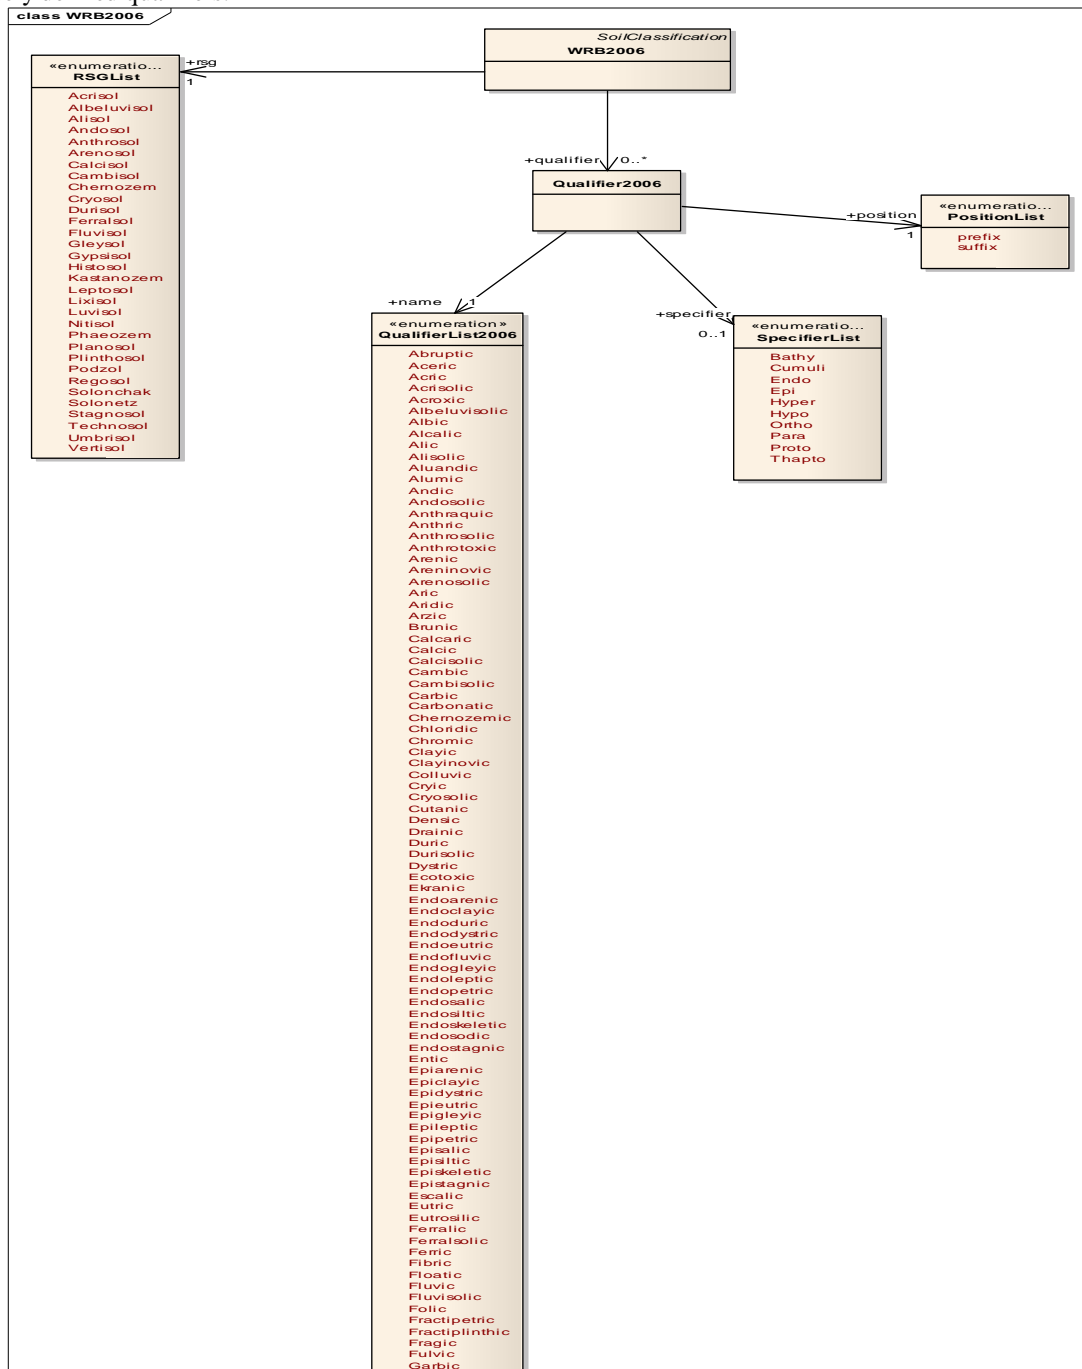 class WRB2006
SoilClassification
WRB2006
«enumeratio...
RSGList
Acrisol
Albeluvisol
Alisol
Andosol
Anthrosol
Arenosol
Calcisol
Cambisol
Chernozem
Cryosol
Durisol
Ferralsol
Fluvisol
Gleysol
Gypsisol
Histosol
Kastanozem
Leptosol
Lixisol
Luvisol
Nitisol
Phaeozem
Planosol
Plinthosol
Podzol
Regosol
Solonchak
Solonetz
Stagnosol
Technosol
Umbrisol
Vertisol
+rsg
1
+qualifier
0..*
Qualifier2006
+position
1
«enumeratio...
PositionList
prefix
suffix
+name
1
+specifier
0..1
«enumeration»
QualifierList2006
Abruptic
Aceric
Acric
Acrisolic
Acroxic
Albeluvisolic
Albic
Alcalic
Alic
Alisolic
Aluandic
Alumic
Andic
Andosolic
Anthraquic
Anthric
Anthrosolic
Anthrotoxic
Arenic
Areninovic
Arenosolic
Aric
Aridic
Arzic
Brunic
Calcaric
Calcic
Calcisolic
Cambic
Cambisolic
Carbic
Carbonatic
Chernozemic
Chloridic
Chromic
Clayic
Clayinovic
Colluvic
Cryic
Cryosolic
Cutanic
Densic
Drainic
Duric
Durisolic
Dystric
Ecotoxic
Ekranic
Endoarenic
Endoclayic
Endoduric
Endodystric
Endoeutric
Endofluvic
Endogleyic
Endoleptic
Endopetric
Endosalic
Endosiltic
Endoskeletic
Endosodic
Endostagnic
Entic
Epiarenic
Epiclayic
Epidystric
Epieutric
Epigleyic
Epileptic
Epipetric
Episalic
Episiltic
Episkeletic
Epistagnic
Escalic
Eutric
Eutrosilic
Ferralic
Ferralsolic
Ferric
Fibric
Floatic
Fluvic
Fluvisolic
Folic
Fractipetric
Fractiplinthic
Fragic
Fulvic
Garbic
«enumeratio...
SpecifierList
Bathy
Cumuli
Endo
Epi
Hyper
Hypo
Ortho
Para
Proto
Thapto